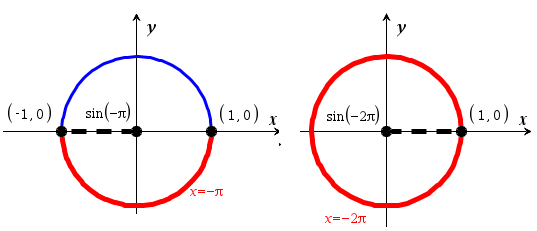 y
(-1, 0)
sin(-π)
(1, 0)
x
x=-π
y
sin(-2π)
(1, 0)
x
x=-2π